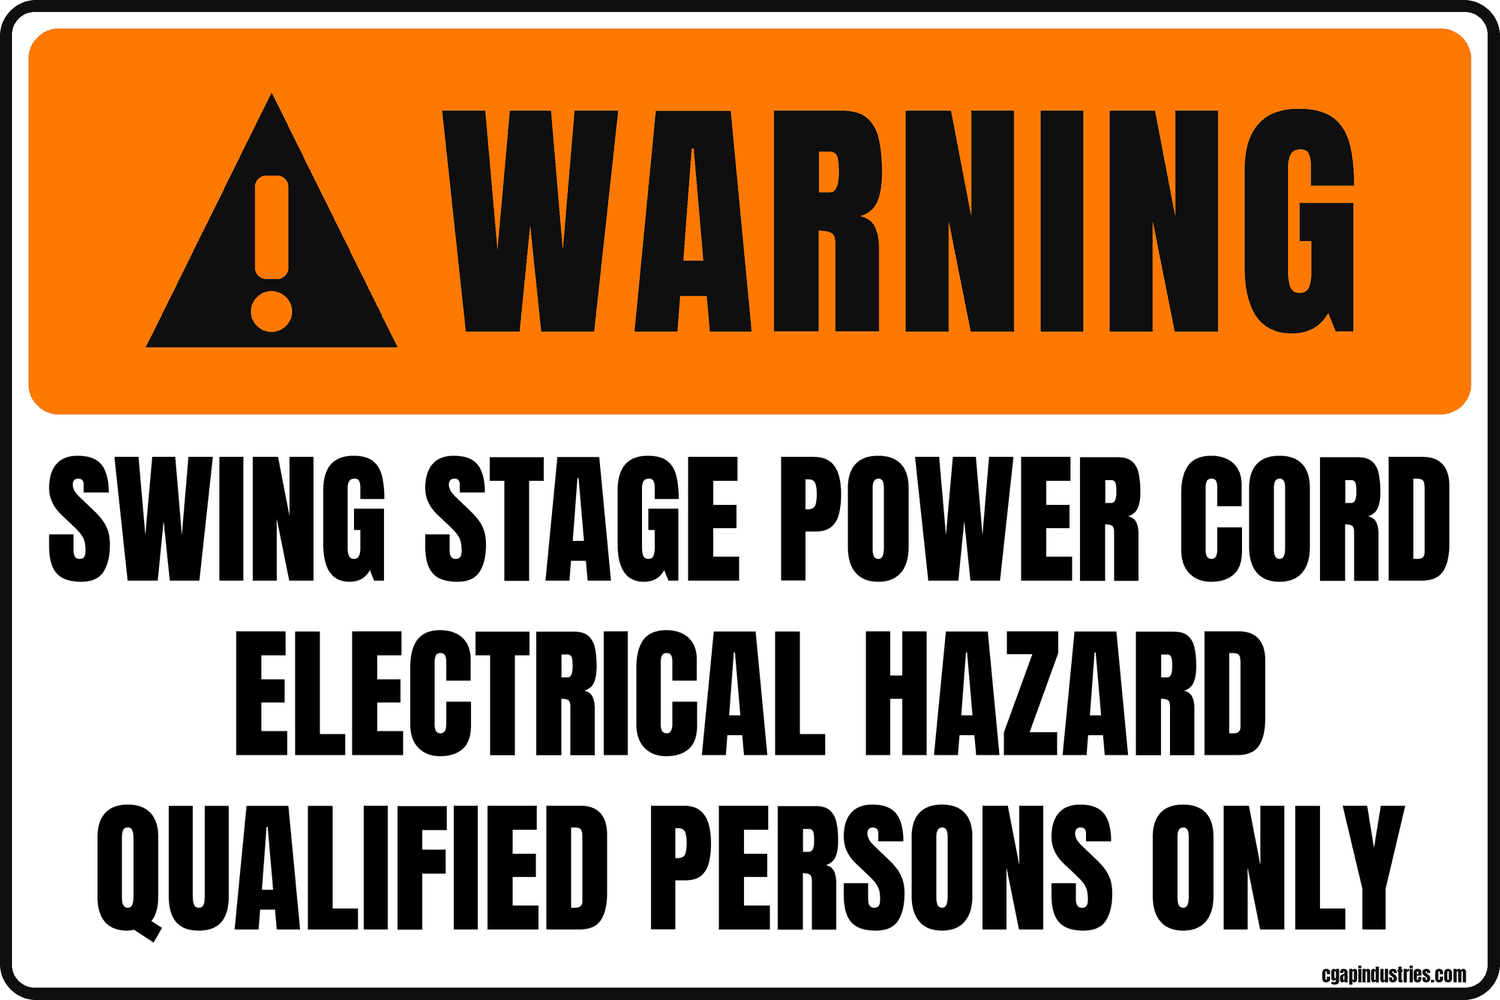 WARNING
SWING STAGE POWER CORD
ELECTRICAL HAZARD
QUALIFIED PERSONS ONLY
cgapindustries.com